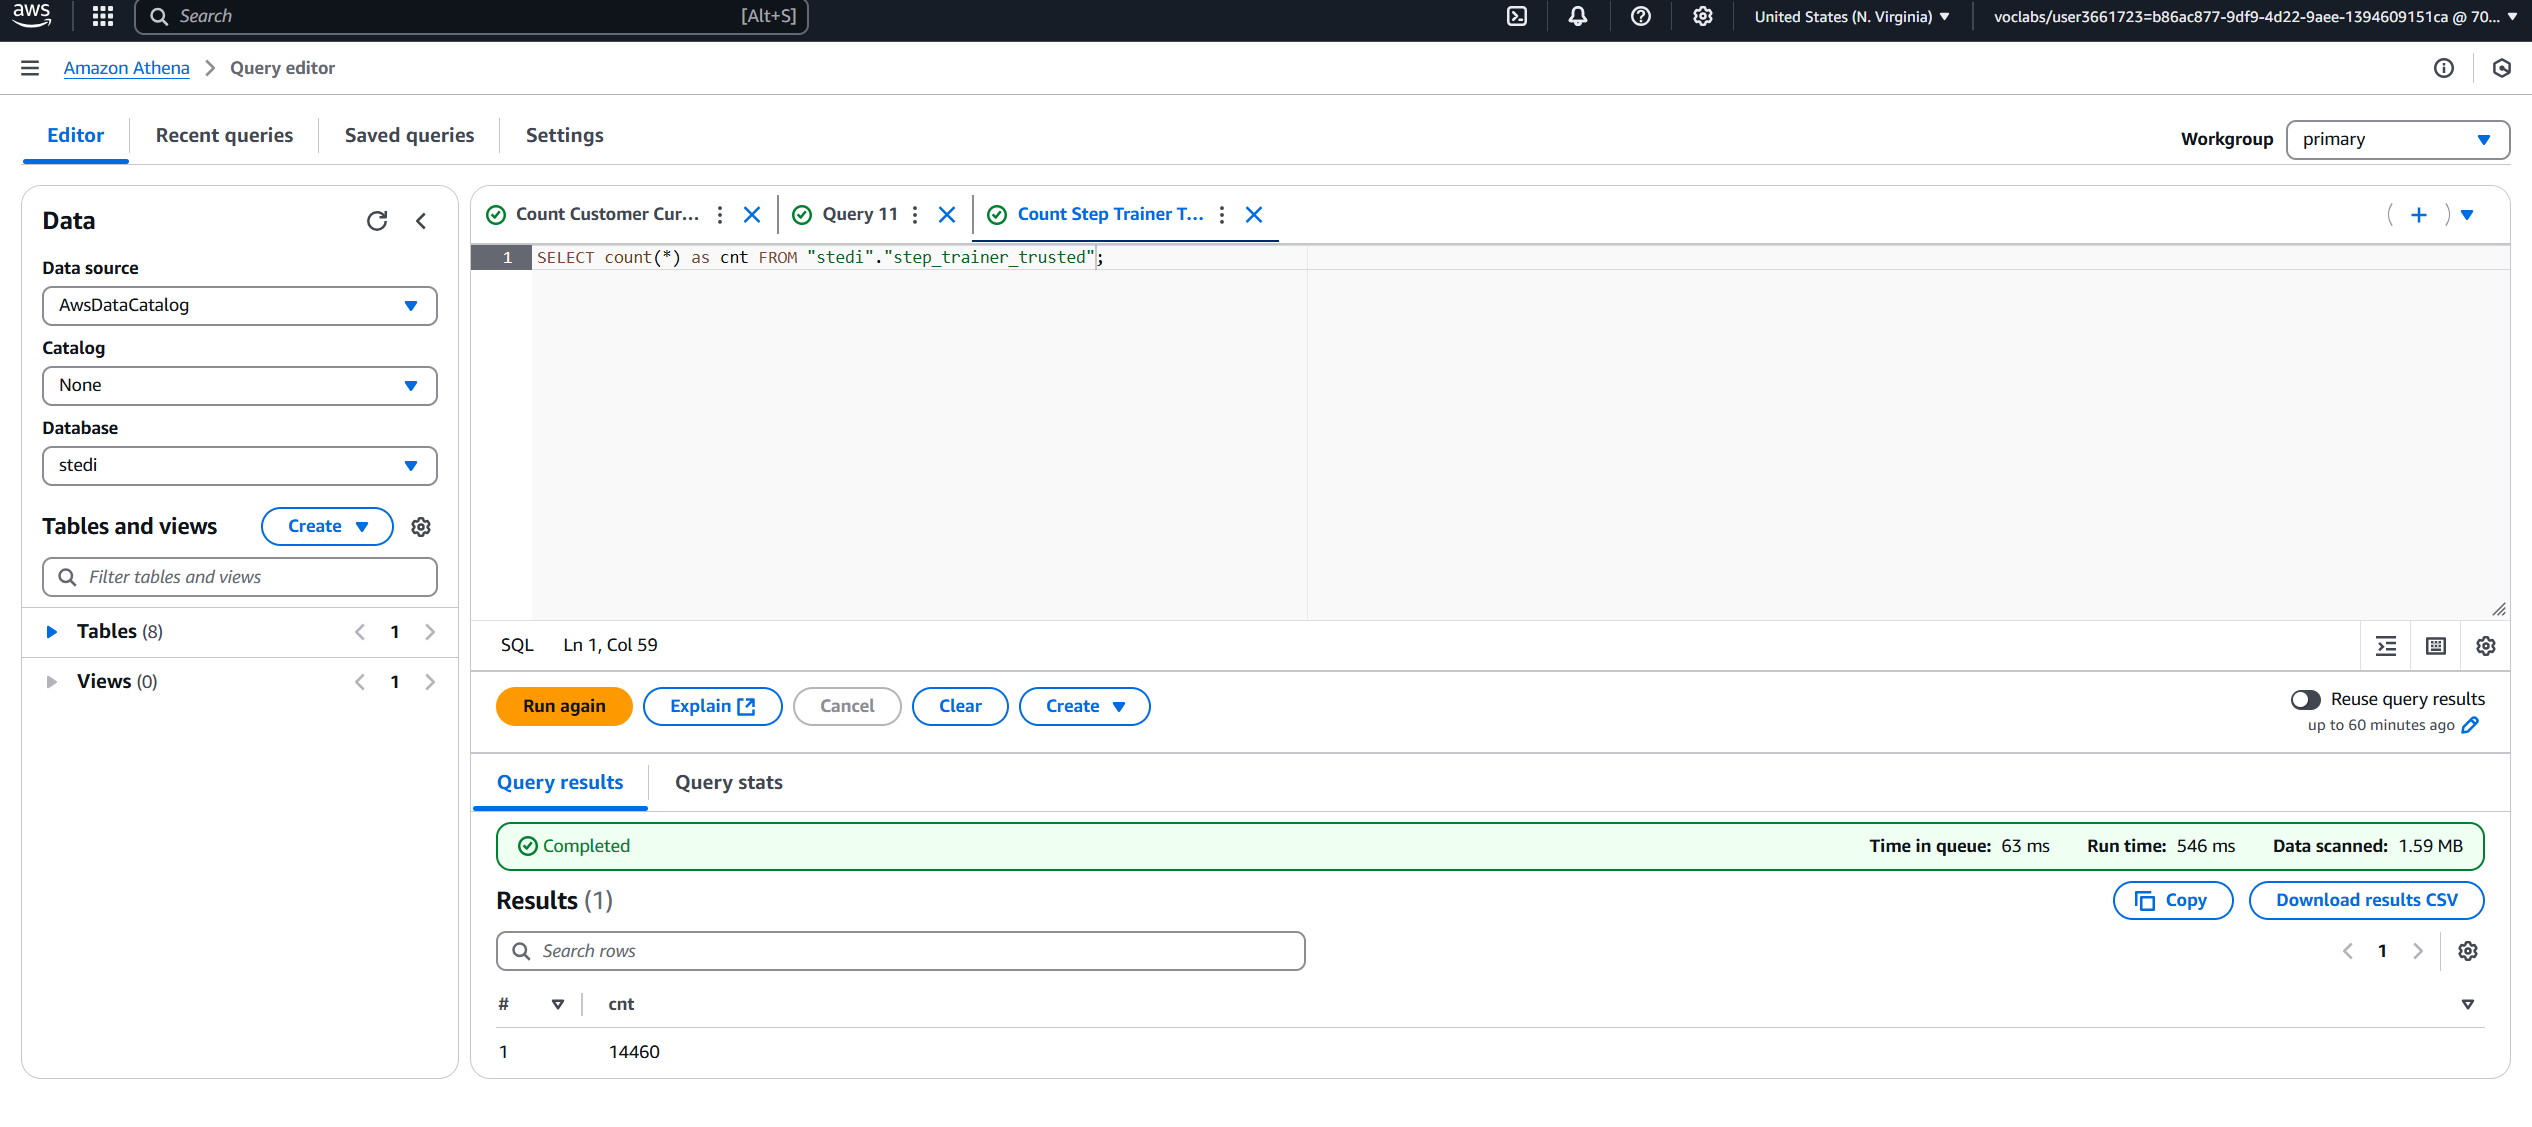 aws
Search [Alt+S]
United States (N. Virginia)
voclabs/user3661723=b86ac877-9df9-4d22-9aee-1394609151ca @ 70...
Amazon Athena > Query editor
Editor
Recent queries
Saved queries
Settings
Workgroup
primary
Data
Data source
AwsDataCatalog
Catalog
None
Database
stedi
Tables and views
Create
Filter tables and views
Tables (8)
1
Views (0)
1
Count Customer Cur...
Query 11
Count Step Trainer T...
1 SELECT count(*) as cnt FROM "stedi"."step_trainer_trusted";
SQL
Ln 1, Col 59
Run again
Explain
Cancel
Clear
Create
Reuse query results
up to 60 minutes ago
Query results
Query stats
Completed
Time in queue: 63 ms
Run time: 546 ms
Data scanned: 1.59 MB
Results (1)
Copy
Download results CSV
Search rows
1
# cnt
1 14460